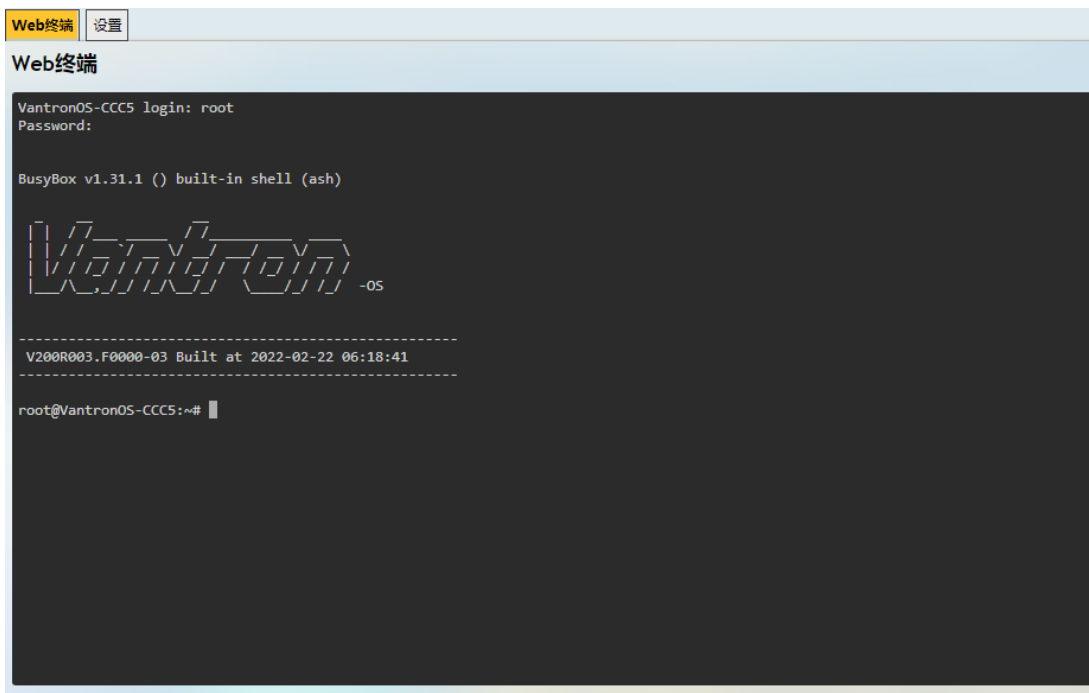 Web终端 设置
Web终端
VantronOS-CCC5 login: root
Password:
BusyBox v1.31.1 () built-in shell (ash)
Vantron -OS
-----------------------------------------------------
V200R003.F0000-03 Built at 2022-02-22 06:18:41
-----------------------------------------------------
root@VantronOS-CCC5:~#